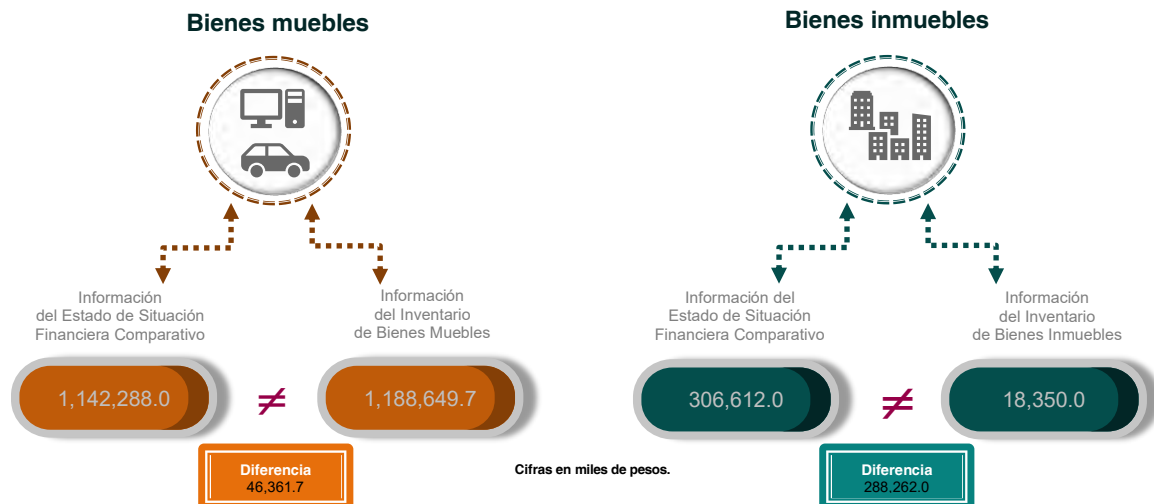 Bienes muebles
Información
del Estado de Situación
Financiera Comparativo
Información
del Inventario
de Bienes Muebles
1,142,288.0
≠
1,188,649.7
Diferencia
46,361.7
Cifras en miles de pesos.
Bienes inmuebles
Información del
Estado de Situación
Financiera Comparativo
Información
del Inventario
de Bienes Inmuebles
306,612.0
≠
18,350.0
Diferencia
288,262.0